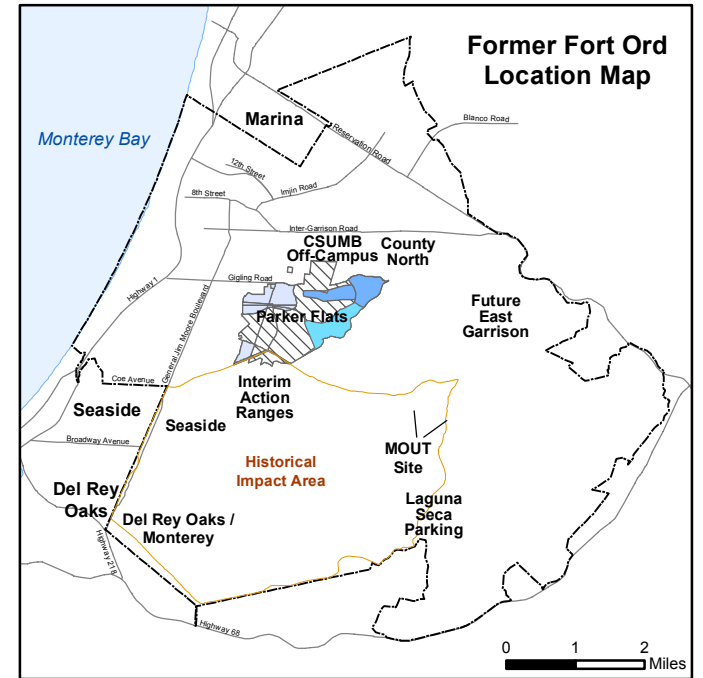 Former Fort Ord
Location Map
Marina
Blanco Road
Monterey Bay
Reservation Road
12th Street
Imjin Road
8th Street
Inter-Garrison Road
CSUMB
Off-Campus
County
North
Gigling Road
Highway 1
General Jim Moore Boulevard
Parker Flats
Future
East
Garrison
Coe Avenue
Interim
Action
Ranges
Seaside
Seaside
Broadway Avenue
MOUT
Site
Historical
Impact Area
Del Rey
Oaks
Laguna
Seca
Parking
Del Rey Oaks /
Monterey
Highway 218
Highway 68
0 1 2
Miles